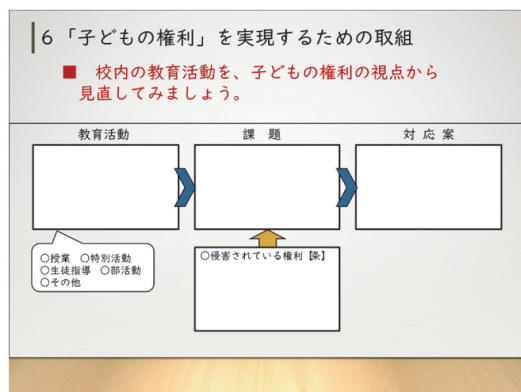 6「子どもの権利」を実現するための取組
■ 校内の教育活動を、子どもの権利の視点から
見直してみましょう。
教育活動
課 題
対 応 案
○授業 ○特別活動
○生徒指導 ○部活動
○その他
○侵害されている権利【条】